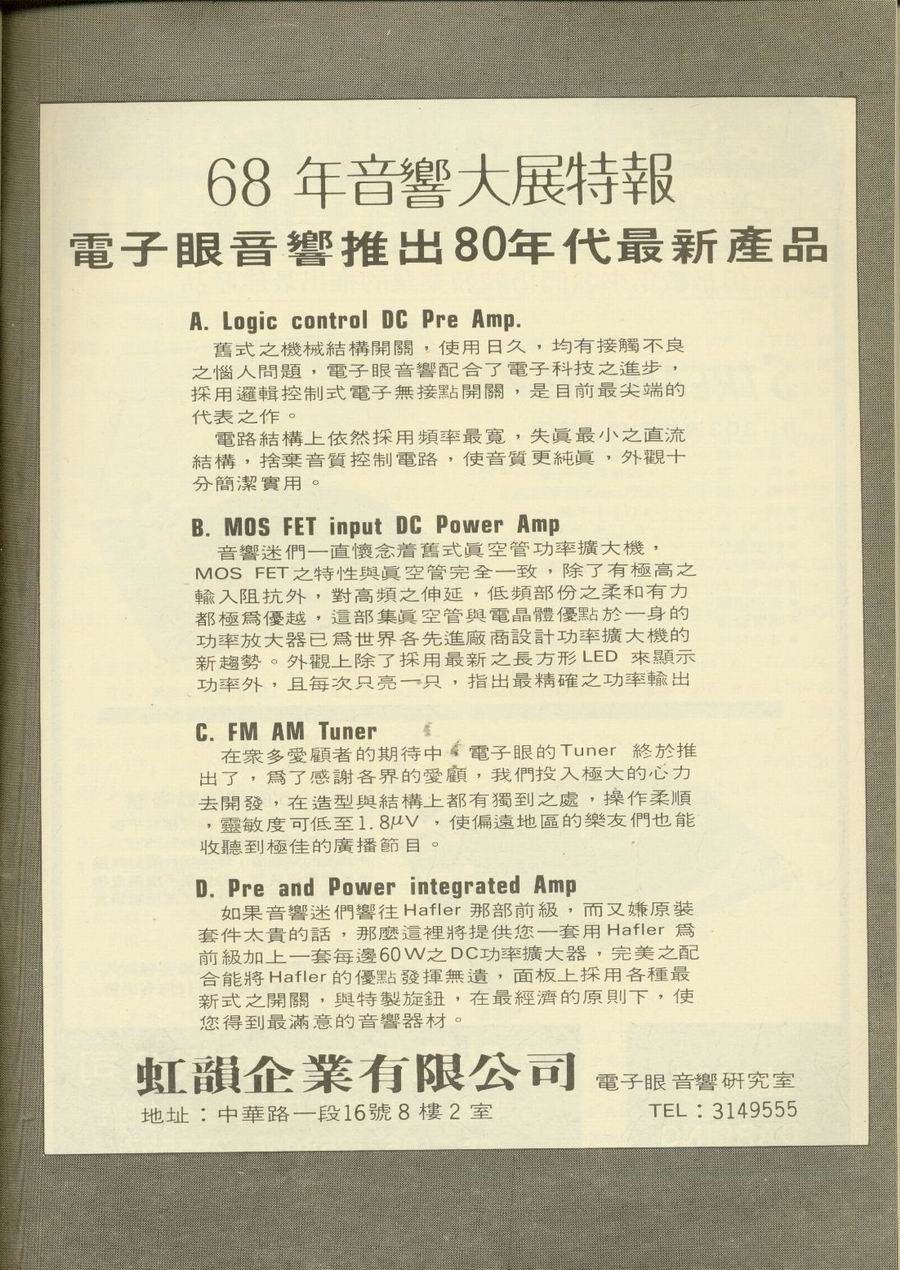 68 年音響大展特報
電子眼音響推出80年代最新產品
A. Logic control DC Pre Amp.
舊式之機械結構開關，使用日久，均有接觸不良
之惱人問題，電子眼音響配合了電子科技之進步，
採用邏輯控制式電子無接點開關，是目前最尖端的
代表之作。
電路結構上依然採用頻率最寬，失眞最小之直流
結構，捨棄音質控制電路，使音質更純眞，外觀十
分簡潔實用。
B. MOS FET input DC Power Amp
音響迷們一直懷念着舊式眞空管功率擴大機，
MOS FET之特性與眞空管完全一致，除了有極高之
輸入阻抗外，對高頻之伸延，低頻部份之柔和有力
都極爲優越，這部集眞空管與電晶體優點於一身的
功率放大器已爲世界各先進廠商設計功率擴大機的
新趨勢。外觀上除了採用最新之長方形LED 來顯示
功率外，且每次只亮一只，指出最精確之功率輸出
C. FM AM Tuner
在衆多愛顧者的期待中，電子眼的Tuner 終於推
出了，爲了感謝各界的愛顧，我們投入極大的心力
去開發，在造型與結構上都有獨到之處，操作柔順
，靈敏度可低至1.8μV ，使偏遠地區的樂友們也能
收聽到極佳的廣播節目。
D. Pre and Power integrated Amp
如果音響迷們響往Hafler 那部前級，而又嫌原裝
套件太貴的話，那麼這裡將提供您一套用Hafler 爲
前級加上一套每邊60W之DC功率擴大器，完美之配
合能將Hafler的優點發揮無遺，面板上採用各種最
新式之開關，與特製旋鈕，在最經濟的原則下，使
您得到最滿意的音響器材。
虹韻企業有限公司 電子眼音響研究室
地址：中華路一段16號8樓2室 TEL：3149555